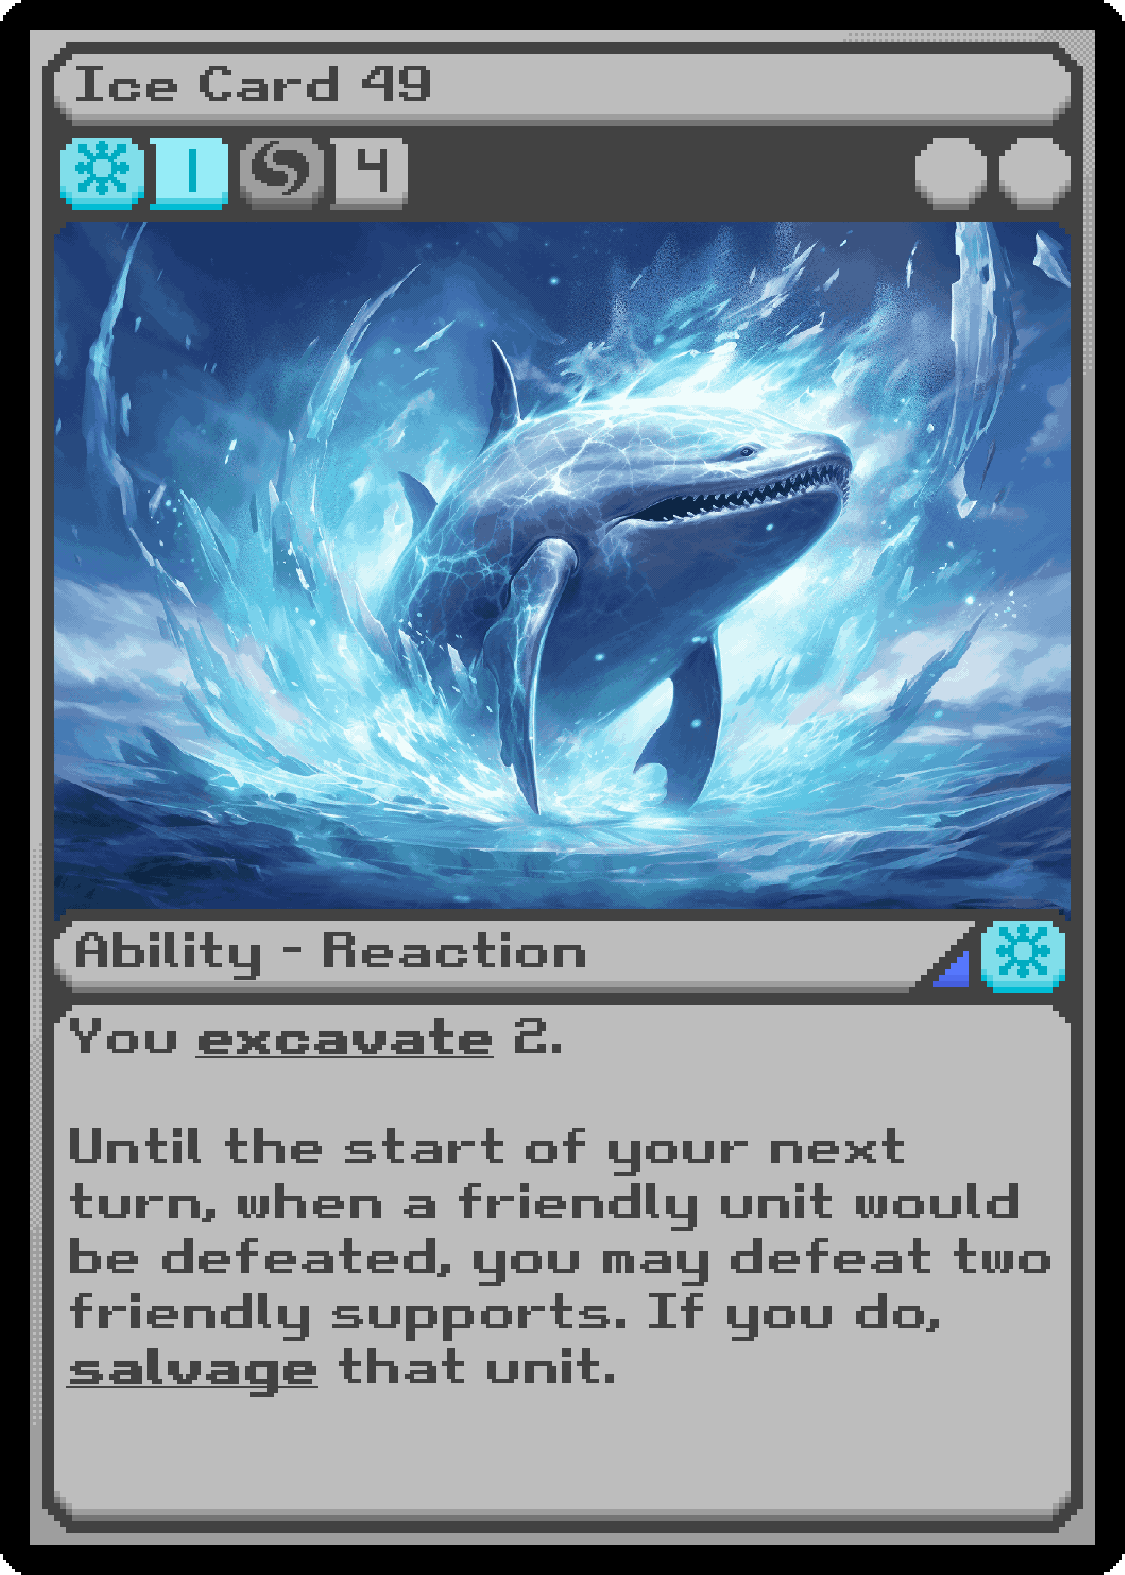 Ice Card 49
1 4
Ability - Reaction
You excavate 2.
Until the start of your next
turn, when a friendly unit would
be defeated, you may defeat two
friendly supports. If you do,
salvage that unit.